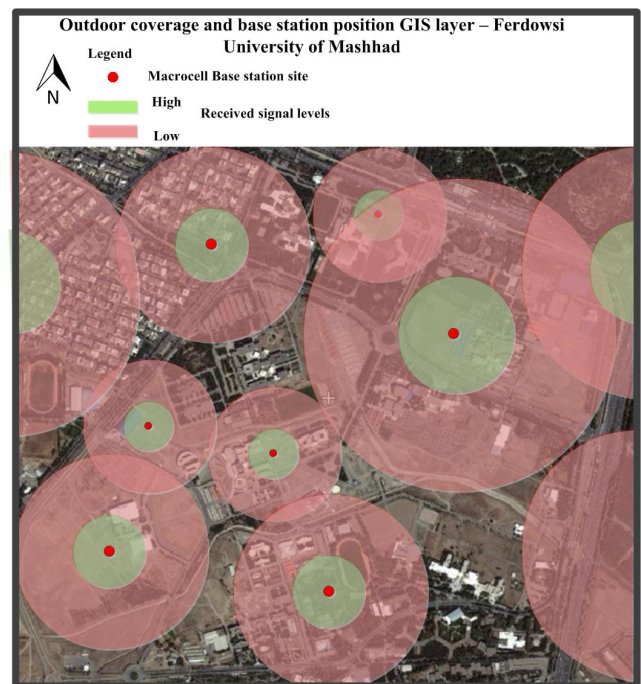 Outdoor coverage and base station position GIS layer – Ferdowsi
University of Mashhad
Legend
Macrocell Base station site
N
High
Received signal levels
Low